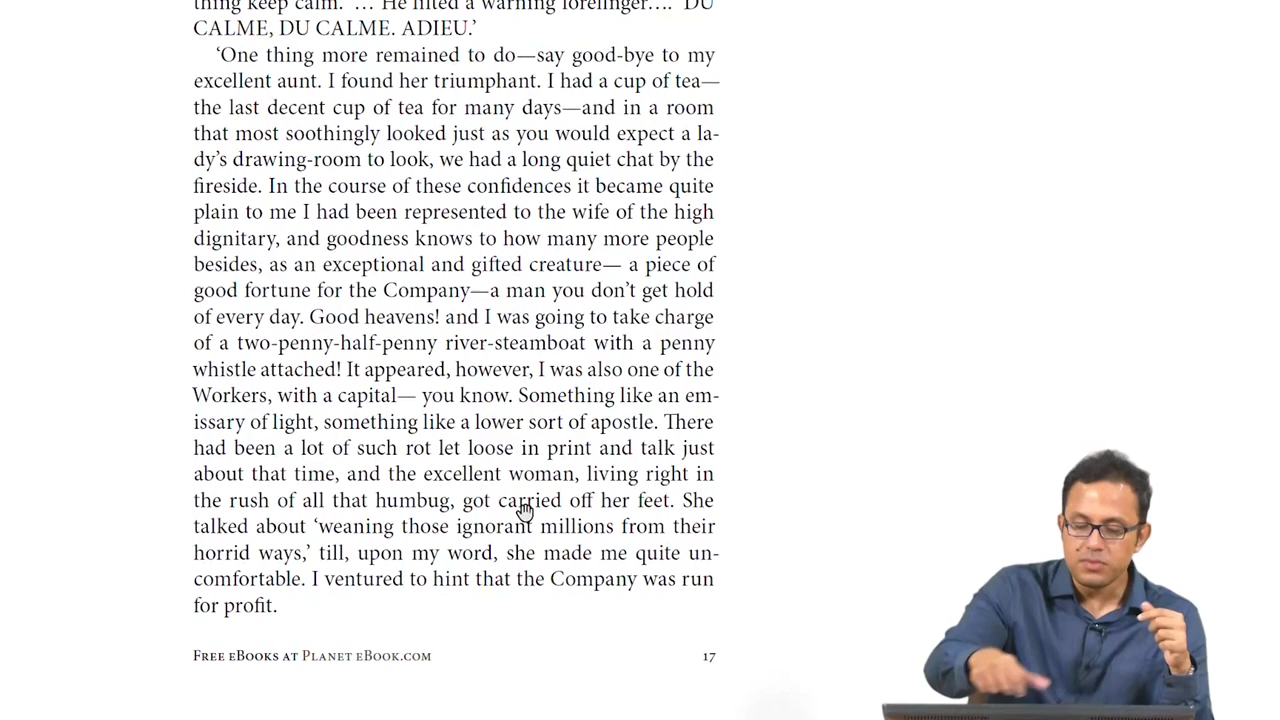 thing keep calm.' … He lifted a warning forefinger…. 'DU
CALME, DU CALME. ADIEU.'
'One thing more remained to do—say good-bye to my
excellent aunt. I found her triumphant. I had a cup of tea—
the last decent cup of tea for many days—and in a room
that most soothingly looked just as you would expect a la-
dy's drawing-room to look, we had a long quiet chat by the
fireside. In the course of these confidences it became quite
plain to me I had been represented to the wife of the high
dignitary, and goodness knows to how many more people
besides, as an exceptional and gifted creature— a piece of
good fortune for the Company—a man you don't get hold
of every day. Good heavens! and I was going to take charge
of a two-penny-half-penny river-steamboat with a penny
whistle attached! It appeared, however, I was also one of the
Workers, with a capital— you know. Something like an em-
issary of light, something like a lower sort of apostle. There
had been a lot of such rot let loose in print and talk just
about that time, and the excellent woman, living right in
the rush of all that humbug, got carried off her feet. She
talked about 'weaning those ignorant millions from their
horrid ways,' till, upon my word, she made me quite un-
comfortable. I ventured to hint that the Company was run
for profit.
FREE EBOOKS AT PLANET EBOOK.COM 17